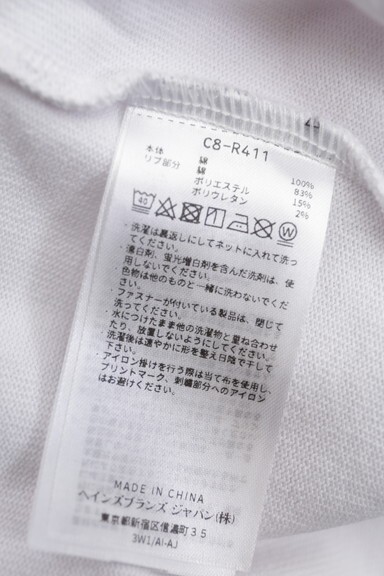 C8-R411
本体 綿 100%
リブ部分 綿 83%
ポリエステル 15%
ポリウレタン 2%
40 W
・洗濯は裏返しにしてネットに入れて洗っ
てください。
・漂白剤、蛍光増白剤を含んだ洗剤は、使
用しないでください。
・色物は他のものと一緒に洗わないでくだ
さい。
・ファスナーが付いている製品は、閉じて
洗ってください。
・水につけたまま他の洗濯物と重ね合わせ
たり、放置しないようにしてください。
・洗濯後は速やかに形を整え日陰で干して
下さい。
・アイロン掛けを行う際は当て布を使用し、
プリントマーク、刺繍部分へのアイロン
はお避けください。
MADE IN CHINA
ヘインズブランズ ジャパン(株)
東京都新宿区信濃町35
3W1/AI-AJ